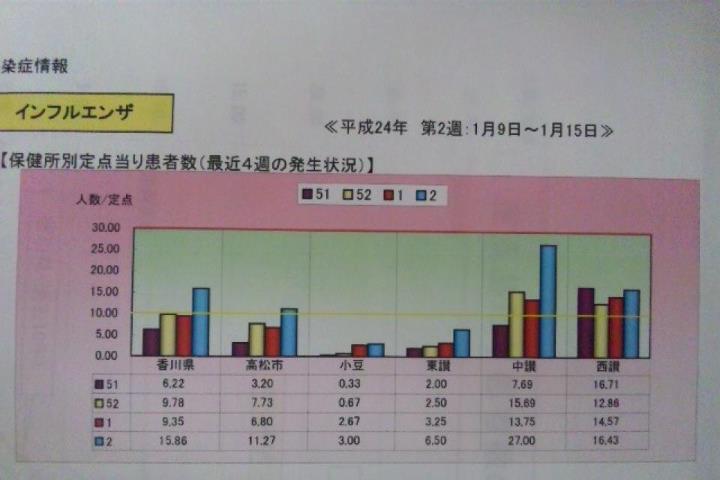 染症情報
インフルエンザ
≪平成24年 第2週:1月9日～1月15日≫
【保健所別定点当り患者数(最近4週の発生状況)】
人数/定点
51 52 1 2
30.00
25.00
20.00
15.00
10.00
5.00
0.00
香川県 高松市 小豆 東讃 中讃 西讃
51 6.22 3.20 0.33 2.00 7.69 16.71
52 9.78 7.73 0.67 2.50 15.69 12.86
1 9.35 6.80 2.67 3.25 13.75 14.57
2 15.86 11.27 3.00 6.50 27.00 16.43